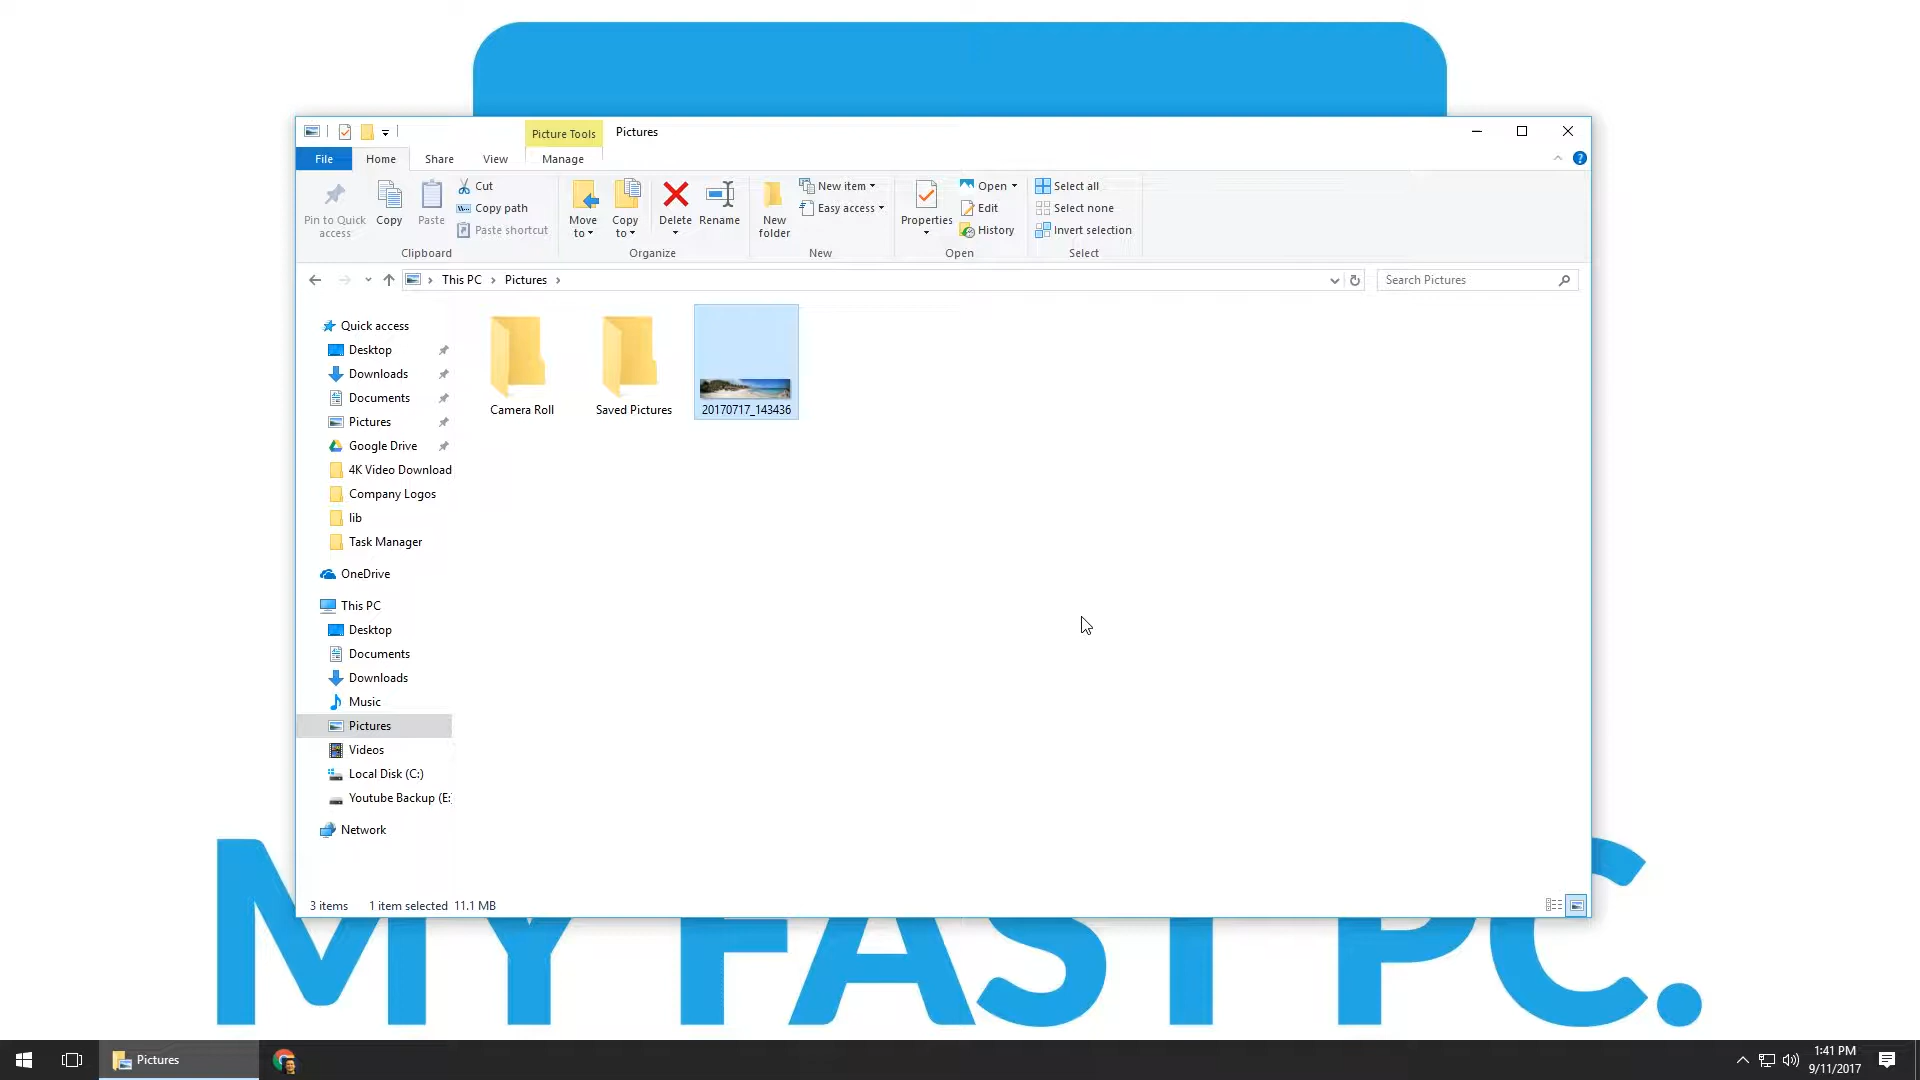 Picture Tools
Pictures
File
Home
Share
View
Manage
Pin to Quick access
Copy
Paste
Cut
Copy path
Paste shortcut
Clipboard
Move to
Copy to
Delete
Rename
Organize
New folder
New item
Easy access
New
Properties
Open
Edit
History
Open
Select all
Select none
Invert selection
Select
This PC
Pictures
Search Pictures
Quick access
Desktop
Downloads
Documents
Pictures
Google Drive
4K Video Download
Company Logos
lib
Task Manager
OneDrive
This PC
Desktop
Documents
Downloads
Music
Pictures
Videos
Local Disk (C:)
Youtube Backup (E:
Network
Camera Roll
Saved Pictures
20170717_143436
3 items
1 item selected 11.1 MB
MY FAST PC.
Pictures
1:41 PM
9/11/2017